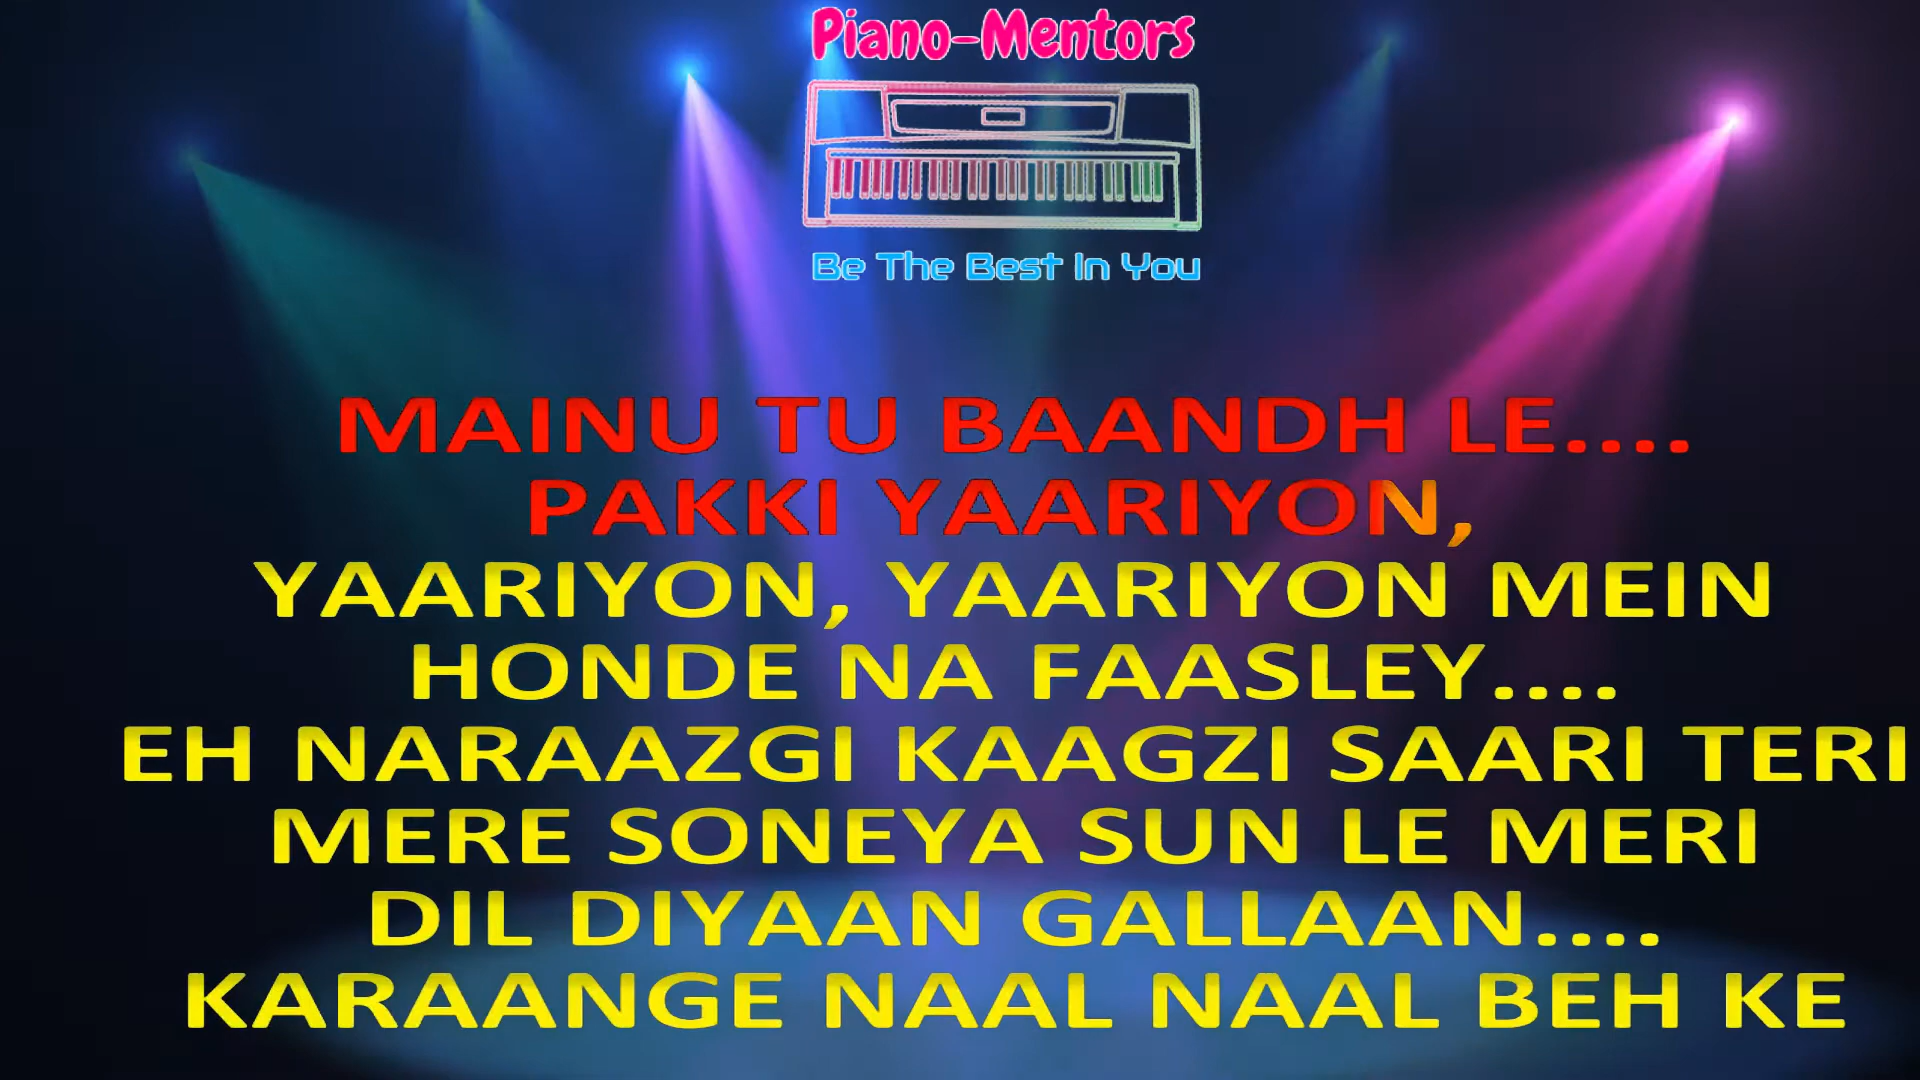 Piano-Mentors
Be The Best In You
MAINU TU BAANDH LE....
PAKKI YAARIYON,
YAARIYON, YAARIYON MEIN
HONDE NA FAASLEY....
EH NARAAZGI KAAGZI SAARI TERI
MERE SONEYA SUN LE MERI
DIL DIYAAN GALLAAN....
KARAANGE NAAL NAAL BEH KE